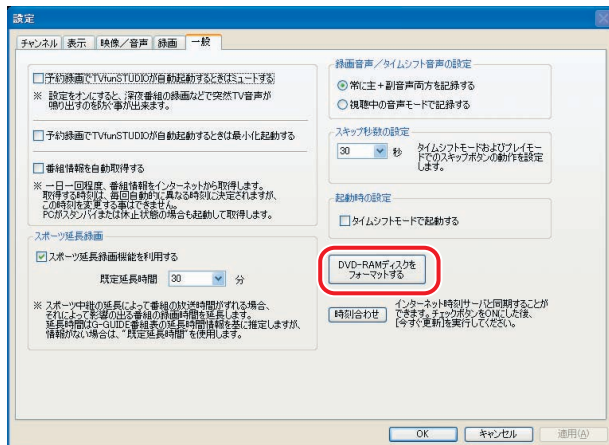 設定
チャンネル 表示 映像／音声 録画 一般
予約録画でTVfunSTUDIOが自動起動するときはミュートする
※ 設定をオンにすると、深夜番組の録画などで突然TV音声が
鳴り出すのを防ぐ事が出来ます。
予約録画でTVfunSTUDIOが自動起動するときは最小化起動する
番組情報を自動取得する
※ 一日一回程度、番組情報をインターネットから取得します。
取得する時刻は、毎回自動的に異なる時刻に決定されますが、
この時刻を変更する事はできません。
PCがスタンバイまたは休止状態の場合も起動して取得します。
スポーツ延長録画
スポーツ延長録画機能を利用する
既定延長時間 30 分
※ スポーツ中継の延長によって番組の放送時間がずれる場合、
それによって影響の出る番組の録画時間を延長します。
延長時間はG-GUIDE番組表の延長時間情報を基に推定しますが、
情報がない場合は、"既定延長時間"を使用します。
録画音声／タイムシフト音声の設定
常に主＋副音声両方を記録する
視聴中の音声モードで記録する
スキップ秒数の設定
30 秒
タイムシフトモードおよびプレイモー
ドでのスキップボタンの動作を設定
します。
起動時の設定
タイムシフトモードで起動する
DVD-RAMディスクを
フォーマットする
時刻合わせ
インターネット時刻サーバと同期することが
できます。チェックボタンをONにした後、
[今すぐ更新]を実行してください。
OK キャンセル 適用(A)